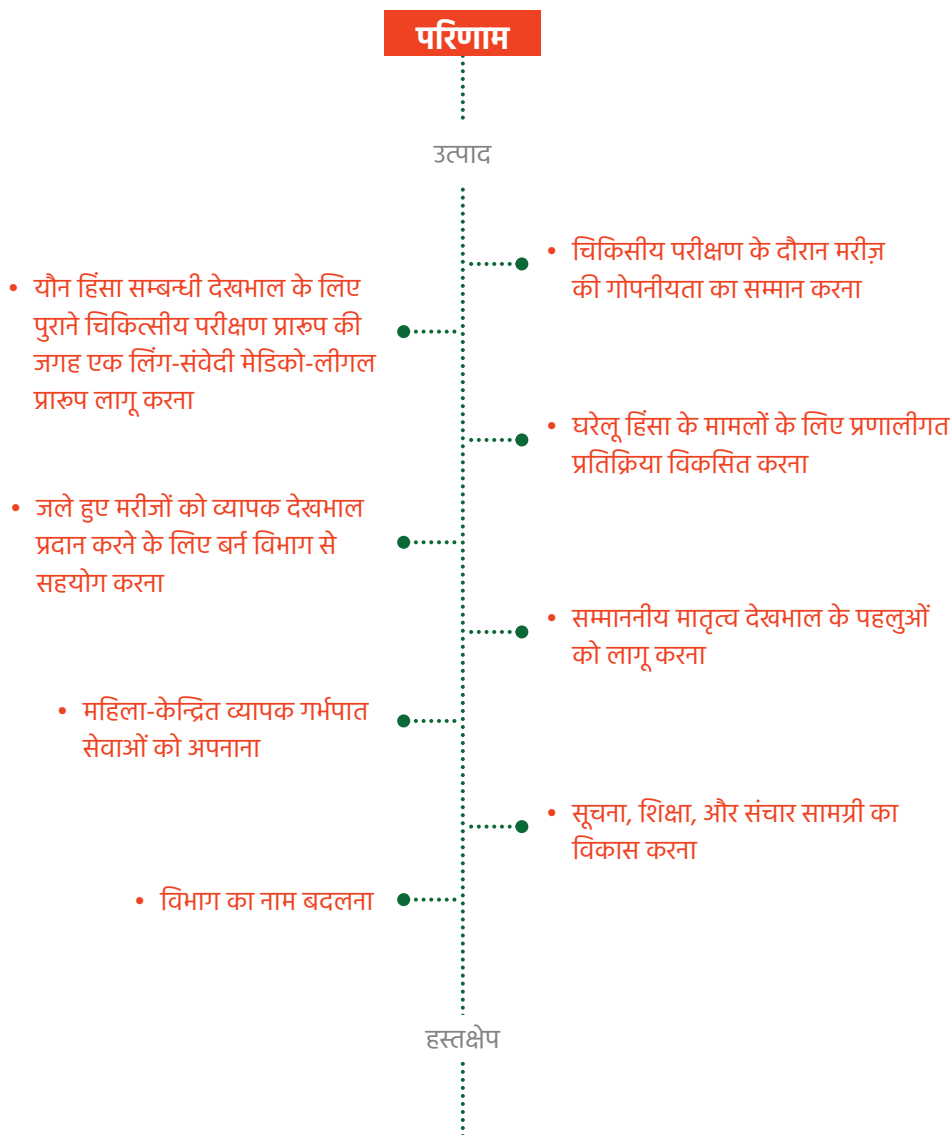 परिणाम
उत्पाद
• चिकिसीय परीक्षण के दौरान मरीज़
की गोपनीयता का सम्मान करना
• यौन हिंसा सम्बन्धी देखभाल के लिए
पुराने चिकित्सीय परीक्षण प्रारूप की
जगह एक लिंग-संवेदी मेडिको-लीगल
प्रारूप लागू करना
• घरेलू हिंसा के मामलों के लिए प्रणालीगत
प्रतिक्रिया विकसित करना
• जले हुए मरीजों को व्यापक देखभाल
प्रदान करने के लिए बर्न विभाग से
सहयोग करना
• सम्माननीय मातृत्व देखभाल के पहलुओं
को लागू करना
• महिला-केन्द्रित व्यापक गर्भपात
सेवाओं को अपनाना
• सूचना, शिक्षा, और संचार सामग्री का
विकास करना
• विभाग का नाम बदलना
हस्तक्षेप